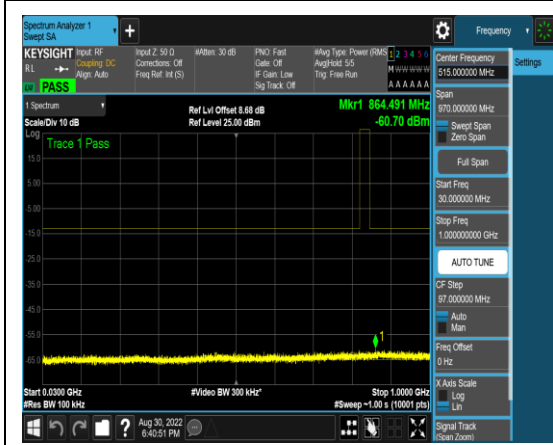 Spectrum Analyzer 1
Swept SA
Frequency
KEYSIGHT
RL
PASS
Input: RF
Coupling: DC
Align: Auto
Input Z: 50 Ω
Corrections: Off
Freq Ref: Int (S)
#Atten: 30 dB
PNO: Fast
Gate: Off
IF Gain: Low
Sig Track: Off
#Avg Type: Power (RMS
Avg|Hold: 5/5
Trig: Free Run
1 2 3 4 5 6
M W W W W W
A A A A A A
1 Spectrum
Scale/Div 10 dB
Ref Lvl Offset 8.68 dB
Ref Level 25.00 dBm
Mkr1 864.491 MHz
-60.70 dBm
Log
Trace 1 Pass
15.0
5.00
-5.00
-15.0
-25.0
-35.0
-45.0
-55.0
-65.0
1
Start 0.0300 GHz
#Res BW 100 kHz
#Video BW 300 kHz*
Stop 1.0000 GHz
#Sweep ~1.00 s (10001 pts)
Aug 30, 2022
6:40:51 PM
Center Frequency
515.000000 MHz
Settings
Span
970.000000 MHz
Swept Span
Zero Span
Full Span
Start Freq
30.000000 MHz
Stop Freq
1.000000000 GHz
AUTO TUNE
CF Step
97.000000 MHz
Auto
Man
Freq Offset
0 Hz
X Axis Scale
Log
Lin
Signal Track
(Span Zoom)